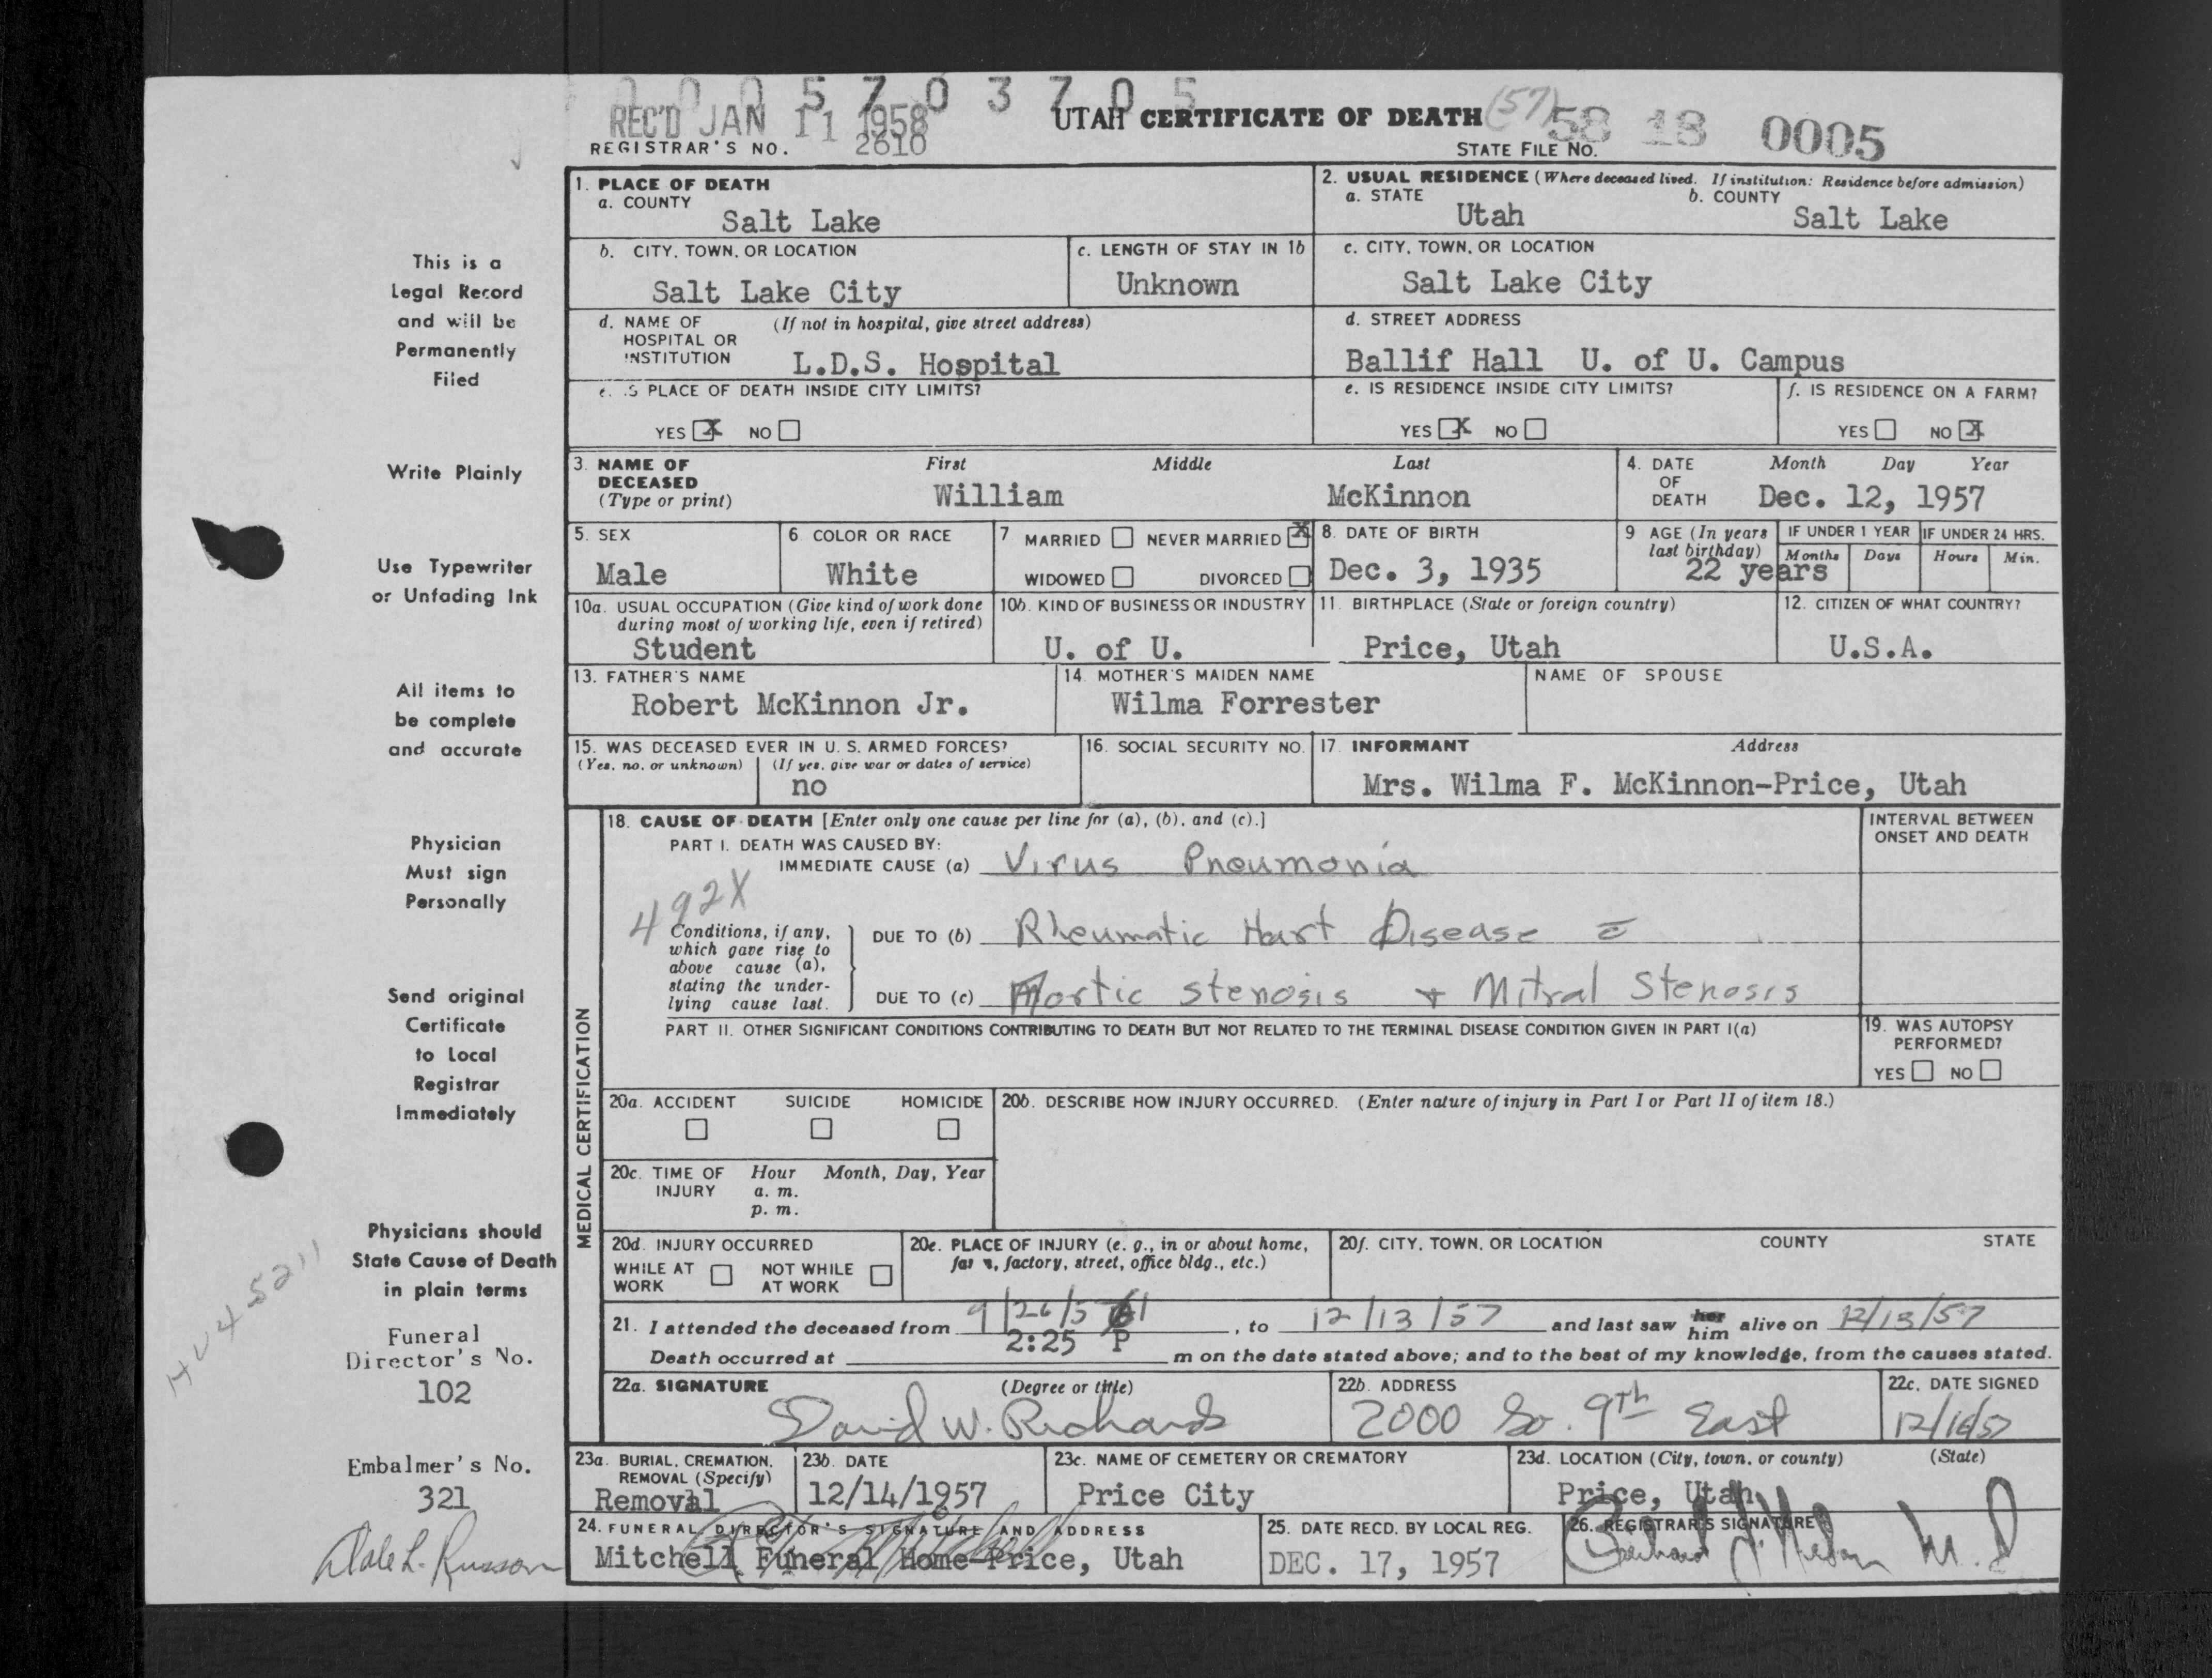 0 0 0 5 7 0 3 7 0 5
REC'D JAN 11 1958
UTAH CERTIFICATE OF DEATH (57) 58 18 0005
REGISTRAR'S NO. 2610
STATE FILE NO.
1. PLACE OF DEATH
a. COUNTY
Salt Lake
2. USUAL RESIDENCE (Where deceased lived. If institution: Residence before admission)
a. STATE b. COUNTY
Utah Salt Lake
b. CITY, TOWN, OR LOCATION
Salt Lake City
c. LENGTH OF STAY IN 1b
Unknown
c. CITY, TOWN, OR LOCATION
Salt Lake City
d. NAME OF (If not in hospital, give street address)
HOSPITAL OR
INSTITUTION L.D.S. Hospital
d. STREET ADDRESS
Ballif Hall U. of U. Campus
e. IS PLACE OF DEATH INSIDE CITY LIMITS?
YES X NO
e. IS RESIDENCE INSIDE CITY LIMITS?
YES X NO
f. IS RESIDENCE ON A FARM?
YES NO X
3. NAME OF First Middle Last
DECEASED
(Type or print) William McKinnon
4. DATE Month Day Year
OF
DEATH Dec. 12, 1957
5. SEX
Male
6 COLOR OR RACE
White
7 MARRIED NEVER MARRIED X
WIDOWED DIVORCED
8. DATE OF BIRTH
Dec. 3, 1935
9 AGE (In years
last birthday)
22 years
IF UNDER 1 YEAR
Months Days
IF UNDER 24 HRS.
Hours Min.
10a. USUAL OCCUPATION (Give kind of work done
during most of working life, even if retired)
Student
10b. KIND OF BUSINESS OR INDUSTRY
U. of U.
11. BIRTHPLACE (State or foreign country)
Price, Utah
12. CITIZEN OF WHAT COUNTRY?
U.S.A.
13. FATHER'S NAME
Robert McKinnon Jr.
14. MOTHER'S MAIDEN NAME
Wilma Forrester
NAME OF SPOUSE
15. WAS DECEASED EVER IN U. S. ARMED FORCES?
(Yes, no, or unknown) (If yes, give war or dates of service)
no
16. SOCIAL SECURITY NO.
17. INFORMANT Address
Mrs. Wilma F. McKinnon-Price, Utah
MEDICAL CERTIFICATION
18. CAUSE OF DEATH [Enter only one cause per line for (a), (b), and (c).]
PART I. DEATH WAS CAUSED BY:
IMMEDIATE CAUSE (a) Virus Pneumonia
INTERVAL BETWEEN
ONSET AND DEATH
492X
Conditions, if any,
which gave rise to
above cause (a),
stating the under-
lying cause last.
DUE TO (b) Rheumatic Hart Disease c̄
DUE TO (c) Aortic stenosis + Mitral Stenosis
PART II. OTHER SIGNIFICANT CONDITIONS CONTRIBUTING TO DEATH BUT NOT RELATED TO THE TERMINAL DISEASE CONDITION GIVEN IN PART I(a)
19. WAS AUTOPSY
PERFORMED?
YES NO
20a. ACCIDENT SUICIDE HOMICIDE
20b. DESCRIBE HOW INJURY OCCURRED. (Enter nature of injury in Part I or Part II of item 18.)
20c. TIME OF Hour Month, Day, Year
INJURY a. m.
p. m.
20d. INJURY OCCURRED
WHILE AT NOT WHILE
WORK AT WORK
20e. PLACE OF INJURY (e. g., in or about home,
farm, factory, street, office bldg., etc.)
20f. CITY, TOWN, OR LOCATION COUNTY STATE
21. I attended the deceased from 9/26/5 , to 12/13/57 and last saw her him alive on 12/13/57
Death occurred at 2:25 P m on the date stated above; and to the best of my knowledge, from the causes stated.
22a. SIGNATURE (Degree or title)
David W. Richards
22b. ADDRESS
2000 So. 9Th East
22c. DATE SIGNED
12/16/57
23a. BURIAL, CREMATION,
REMOVAL (Specify)
Removal
23b. DATE
12/14/1957
23c. NAME OF CEMETERY OR CREMATORY
Price City
23d. LOCATION (City, town, or county) (State)
Price, Utah
24. FUNERAL DIRECTOR'S SIGNATURE AND ADDRESS
Mitchell Funeral Home-Price, Utah
25. DATE RECD. BY LOCAL REG.
DEC. 17, 1957
26. REGISTRAR'S SIGNATURE
M.D
This is a
Legal Record
and will be
Permanently
Filed
Write Plainly
Use Typewriter
or Unfading Ink
All items to
be complete
and accurate
Physician
Must sign
Personally
Send original
Certificate
to Local
Registrar
Immediately
Physicians should
State Cause of Death
in plain terms
Funeral
Director's No.
102
Embalmer's No.
321
Dale L. Russon